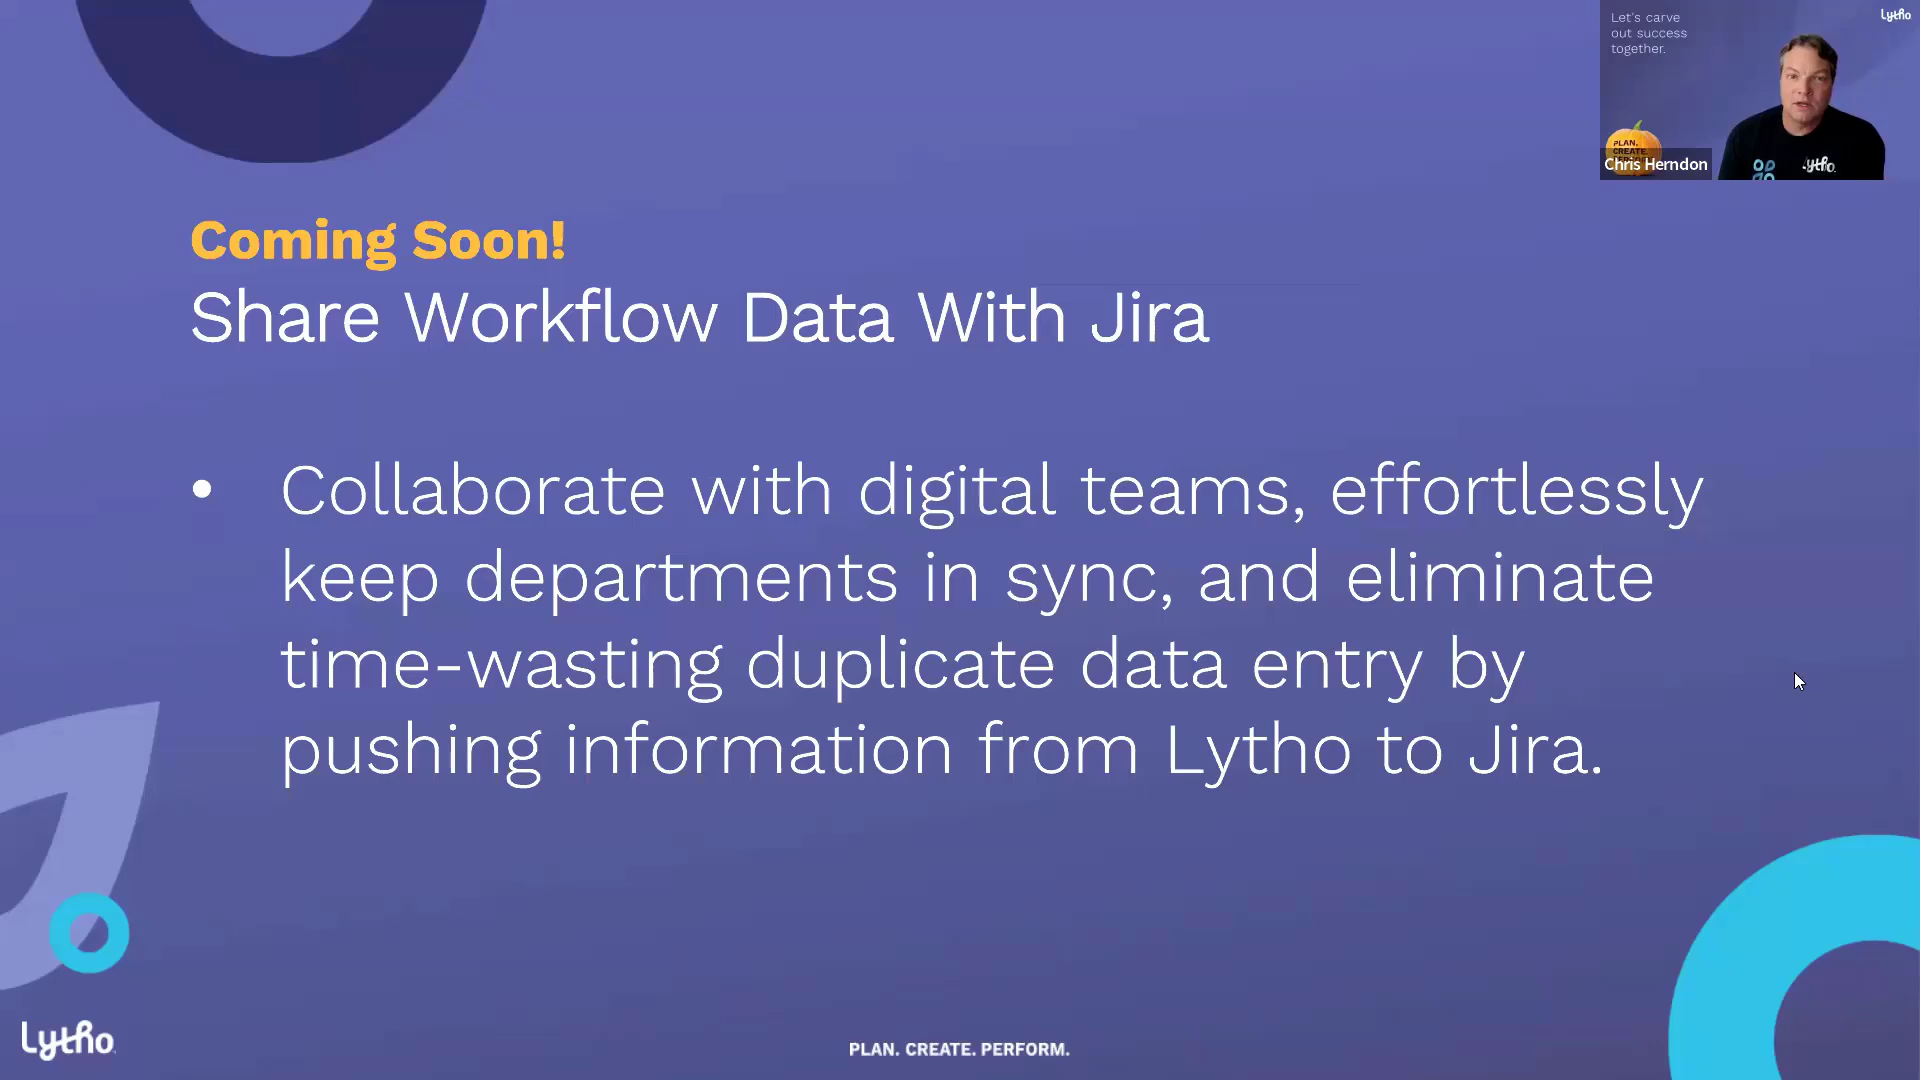 Let's carve
out success
together.
Lytho
PLAN.
CREATE.
Chris Herndon
Lytho
Coming Soon!
Share Workflow Data With Jira
• Collaborate with digital teams, effortlessly
keep departments in sync, and eliminate
time-wasting duplicate data entry by
pushing information from Lytho to Jira.
Lytho
PLAN. CREATE. PERFORM.